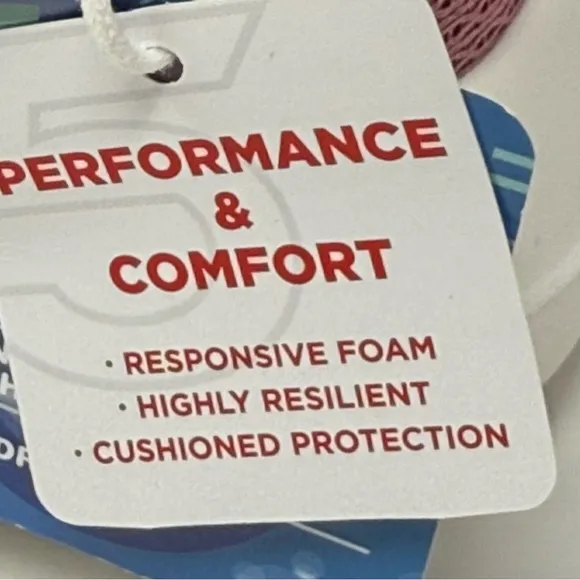 PERFORMANCE
&
COMFORT
· RESPONSIVE FOAM
· HIGHLY RESILIENT
· CUSHIONED PROTECTION